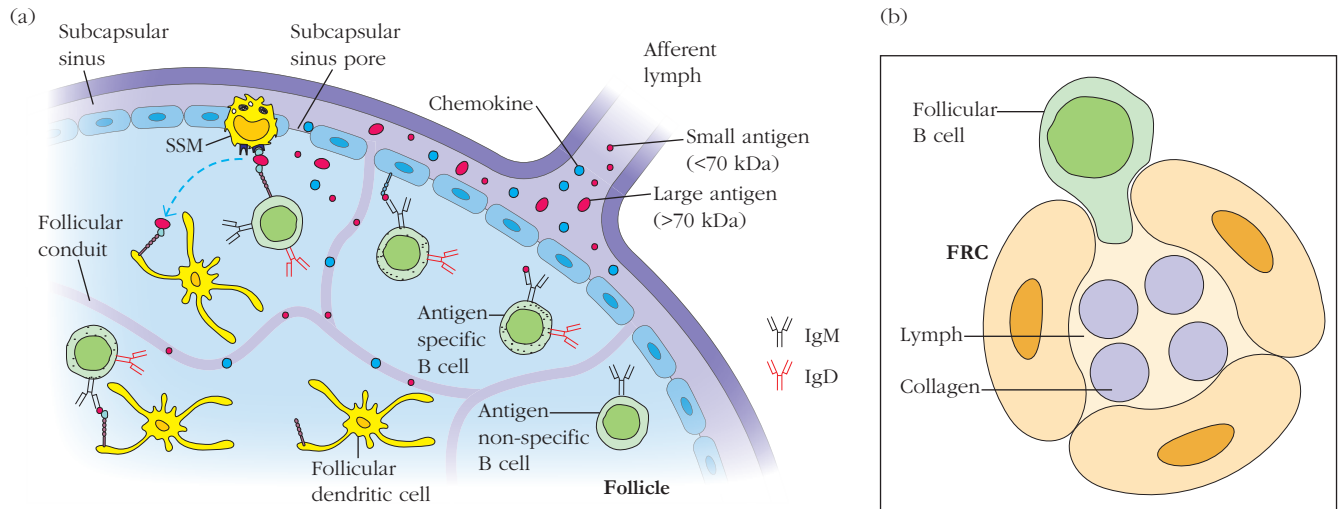 (a)
Subcapsular
sinus
Subcapsular
sinus pore
Afferent
lymph
Chemokine
Small antigen
(<70 kDa)
Large antigen
(>70 kDa)
SSM
Follicular
conduit
Antigen
specific
B cell
IgM
IgD
Antigen
non-specific
B cell
Follicular
dendritic cell
Follicle
(b)
Follicular
B cell
FRC
Lymph
Collagen